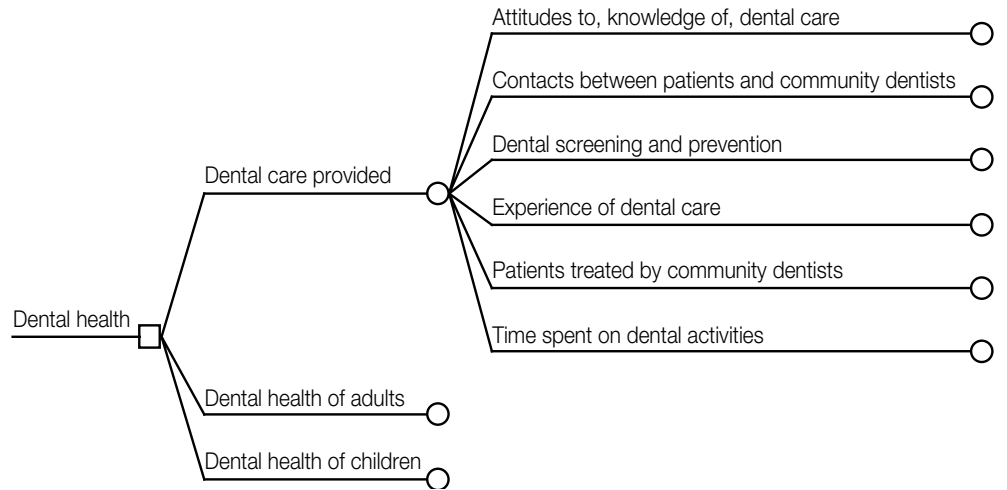 Attitudes to, knowledge of, dental care
Contacts between patients and community dentists
Dental screening and prevention
Dental care provided
Experience of dental care
Patients treated by community dentists
Dental health
Time spent on dental activities
Dental health of adults
Dental health of children